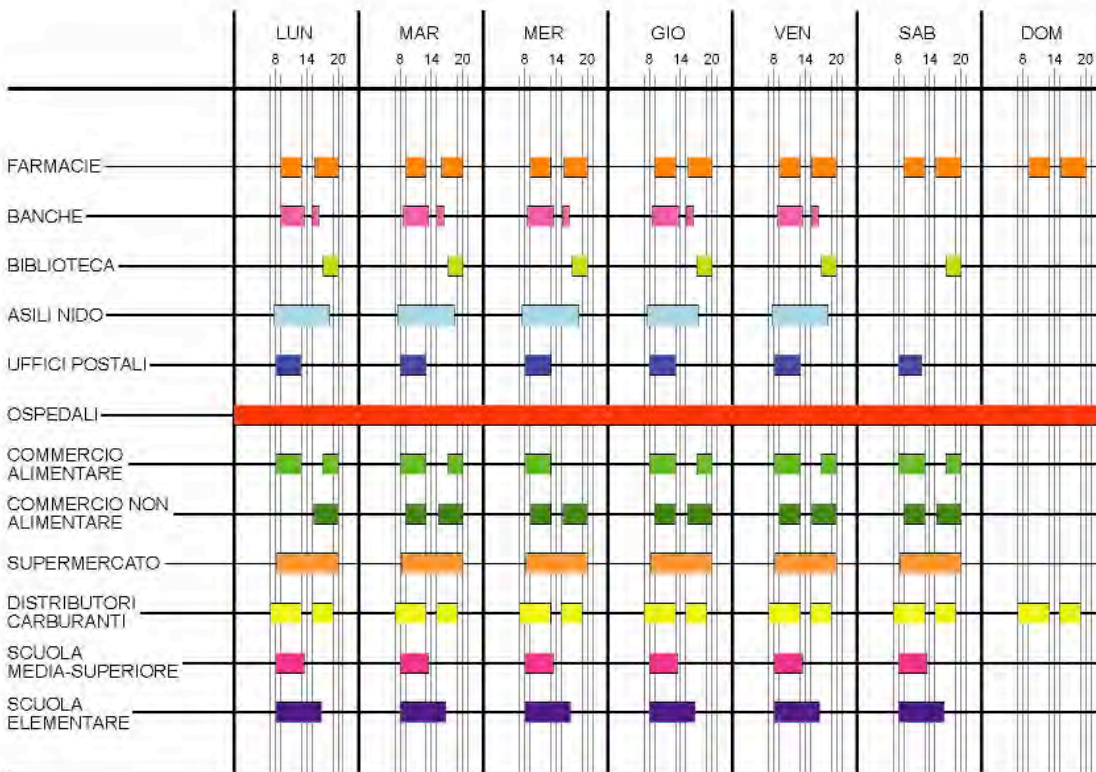 LUN MAR MER GIO VEN SAB DOM
8 14 20 8 14 20 8 14 20 8 14 20 8 14 20 8 14 20 8 14 20
FARMACIE
BANCHE
BIBLIOTECA
ASILI NIDO
UFFICI POSTALI
OSPEDALI
COMMERCIO
ALIMENTARE
COMMERCIO NON
ALIMENTARE
SUPERMERCATO
DISTRIBUTORI
CARBURANTI
SCUOLA
MEDIA-SUPERIORE
SCUOLA
ELEMENTARE